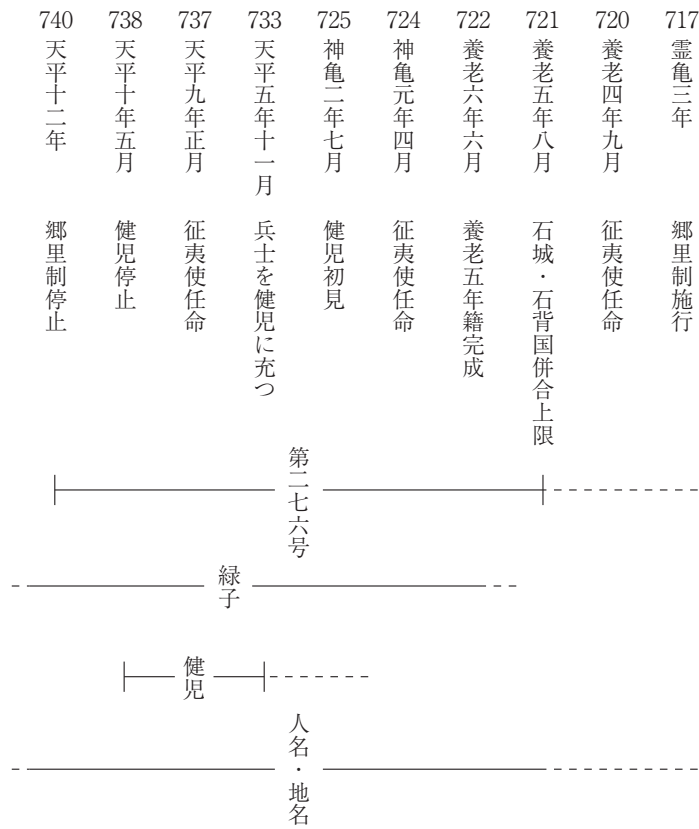 717 霊亀三年 郷里制施行
720 養老四年九月 征夷使任命
721 養老五年八月 石城・石背国併合上限
722 養老六年六月 養老五年籍完成
724 神亀元年四月 征夷使任命
725 神亀二年七月 健児初見
733 天平五年十一月 兵士を健児に充つ
737 天平九年正月 征夷使任命
738 天平十年五月 健児停止
740 天平十二年 郷里制停止
第二七六号
緑子
健児
人名・地名